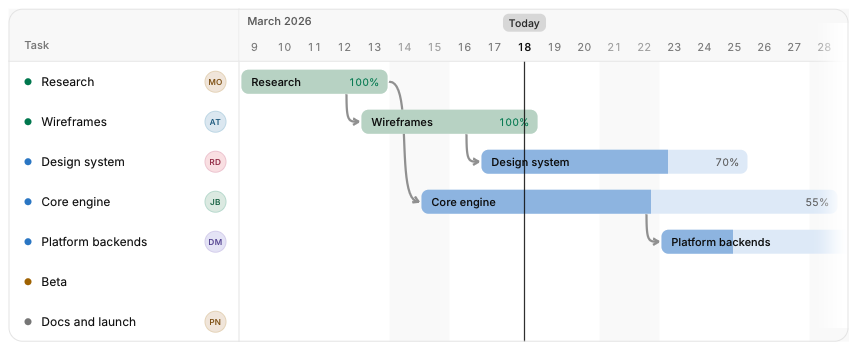 March 2026
Today
Task
9 10 11 12 13 14 15 16 17 18 19 20 21 22 23 24 25 26 27 28
Research MO Research 100%
Wireframes AT Wireframes 100%
Design system RD Design system 70%
Core engine JB Core engine 55%
Platform backends DM Platform backends
Beta
Docs and launch PN